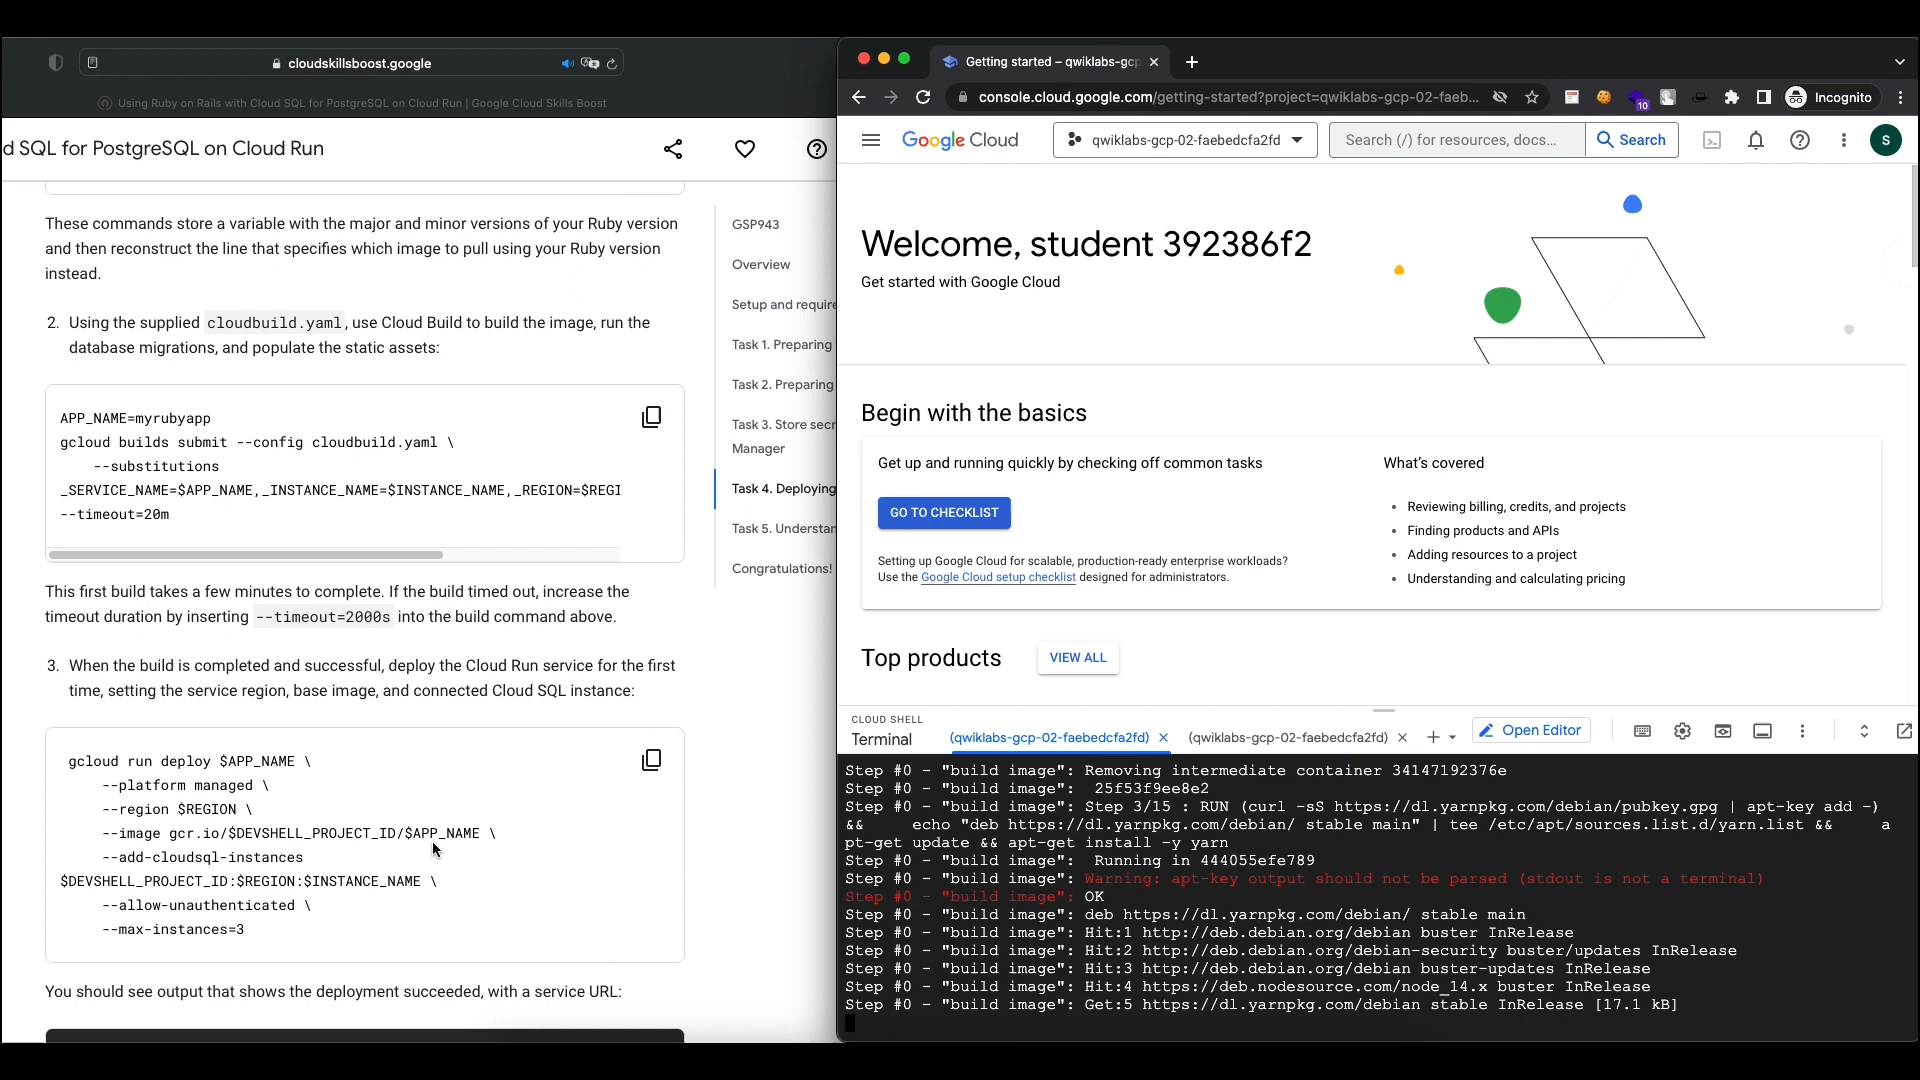 cloudskillsboost.google
Using Ruby on Rails with Cloud SQL for PostgreSQL on Cloud Run | Google Cloud Skills Boost
d SQL for PostgreSQL on Cloud Run
These commands store a variable with the major and minor versions of your Ruby version
and then reconstruct the line that specifies which image to pull using your Ruby version
instead.
2. Using the supplied cloudbuild.yaml, use Cloud Build to build the image, run the
database migrations, and populate the static assets:
APP_NAME=myrubyapp
gcloud builds submit --config cloudbuild.yaml \
--substitutions
_SERVICE_NAME=$APP_NAME,_INSTANCE_NAME=$INSTANCE_NAME,_REGION=$REGI
--timeout=20m
This first build takes a few minutes to complete. If the build timed out, increase the
timeout duration by inserting --timeout=2000s into the build command above.
3. When the build is completed and successful, deploy the Cloud Run service for the first
time, setting the service region, base image, and connected Cloud SQL instance:
gcloud run deploy $APP_NAME \
--platform managed \
--region $REGION \
--image gcr.io/$DEVSHELL_PROJECT_ID/$APP_NAME \
--add-cloudsql-instances
$DEVSHELL_PROJECT_ID:$REGION:$INSTANCE_NAME \
--allow-unauthenticated \
--max-instances=3
You should see output that shows the deployment succeeded, with a service URL:
GSP943
Overview
Setup and require
Task 1. Preparing
Task 2. Preparing
Task 3. Store secr
Manager
Task 4. Deploying
Task 5. Understan
Congratulations!
Getting started – qwiklabs-gcp
console.cloud.google.com/getting-started?project=qwiklabs-gcp-02-faeb...
10
Incognito
Google Cloud
qwiklabs-gcp-02-faebedcfa2fd
Search (/) for resources, docs...
Search
S
Welcome, student 392386f2
Get started with Google Cloud
Begin with the basics
Get up and running quickly by checking off common tasks
GO TO CHECKLIST
Setting up Google Cloud for scalable, production-ready enterprise workloads?
Use the Google Cloud setup checklist designed for administrators.
What's covered
Reviewing billing, credits, and projects
Finding products and APIs
Adding resources to a project
Understanding and calculating pricing
Top products
VIEW ALL
CLOUD SHELL
Terminal
(qwiklabs-gcp-02-faebedcfa2fd)
(qwiklabs-gcp-02-faebedcfa2fd)
Open Editor
Step #0 - "build image": Removing intermediate container 34147192376e
Step #0 - "build image":  25f53f9ee8e2
Step #0 - "build image": Step 3/15 : RUN (curl -sS https://dl.yarnpkg.com/debian/pubkey.gpg | apt-key add -)
&&     echo "deb https://dl.yarnpkg.com/debian/ stable main" | tee /etc/apt/sources.list.d/yarn.list &&     a
pt-get update && apt-get install -y yarn
Step #0 - "build image":  Running in 444055efe789
Step #0 - "build image": Warning: apt-key output should not be parsed (stdout is not a terminal)
Step #0 - "build image": OK
Step #0 - "build image": deb https://dl.yarnpkg.com/debian/ stable main
Step #0 - "build image": Hit:1 http://deb.debian.org/debian buster InRelease
Step #0 - "build image": Hit:2 http://deb.debian.org/debian-security buster/updates InRelease
Step #0 - "build image": Hit:3 http://deb.debian.org/debian buster-updates InRelease
Step #0 - "build image": Hit:4 https://deb.nodesource.com/node_14.x buster InRelease
Step #0 - "build image": Get:5 https://dl.yarnpkg.com/debian stable InRelease [17.1 kB]